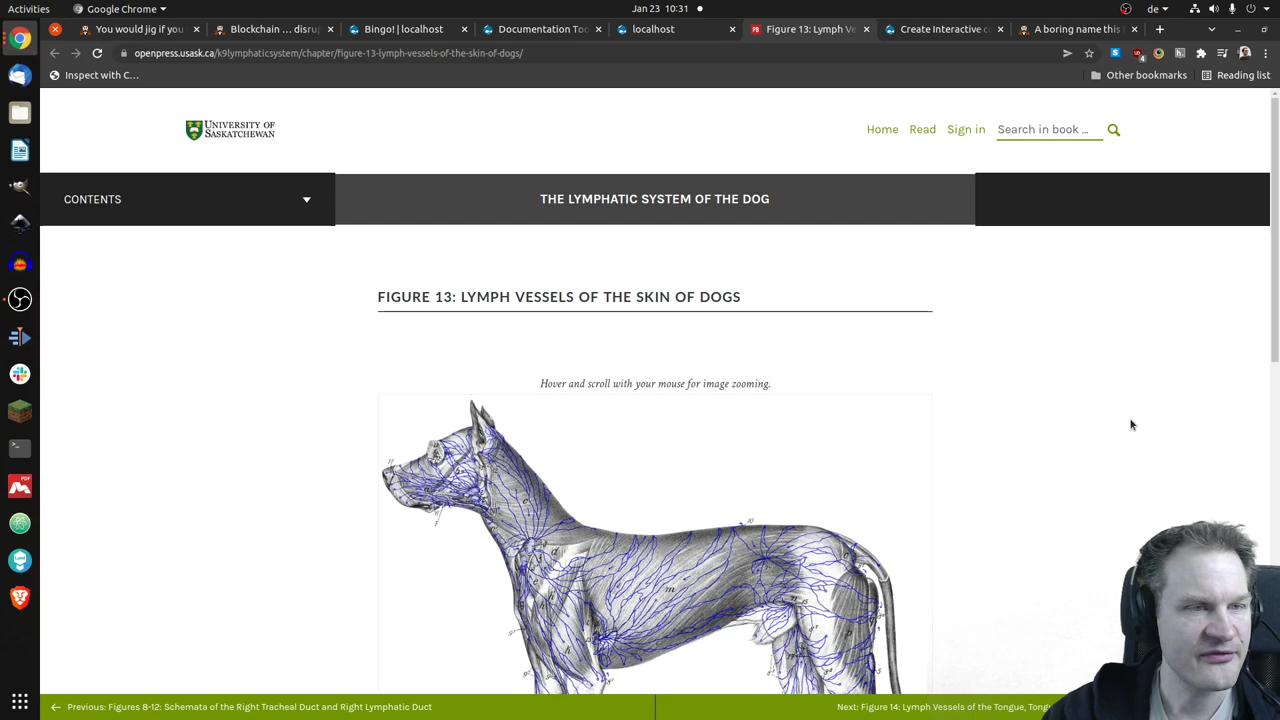 Activities
Google Chrome
Jan 23 10:31
de
You would jig if you
Blockchain … disrup
Bingo! | localhost
Documentation Too
localhost
Figure 13: Lymph Ve
Create Interactive co
A boring name this b
openpress.usask.ca/k9lymphaticsystem/chapter/figure-13-lymph-vessels-of-the-skin-of-dogs/
Inspect with C…
Other bookmarks
Reading list
UNIVERSITY OF
SASKATCHEWAN
Home
Read
Sign in
Search in book …
CONTENTS
THE LYMPHATIC SYSTEM OF THE DOG
FIGURE 13: LYMPH VESSELS OF THE SKIN OF DOGS
Hover and scroll with your mouse for image zooming.
Previous: Figures 8-12: Schemata of the Right Tracheal Duct and Right Lymphatic Duct
Next: Figure 14: Lymph Vessels of the Tongue,